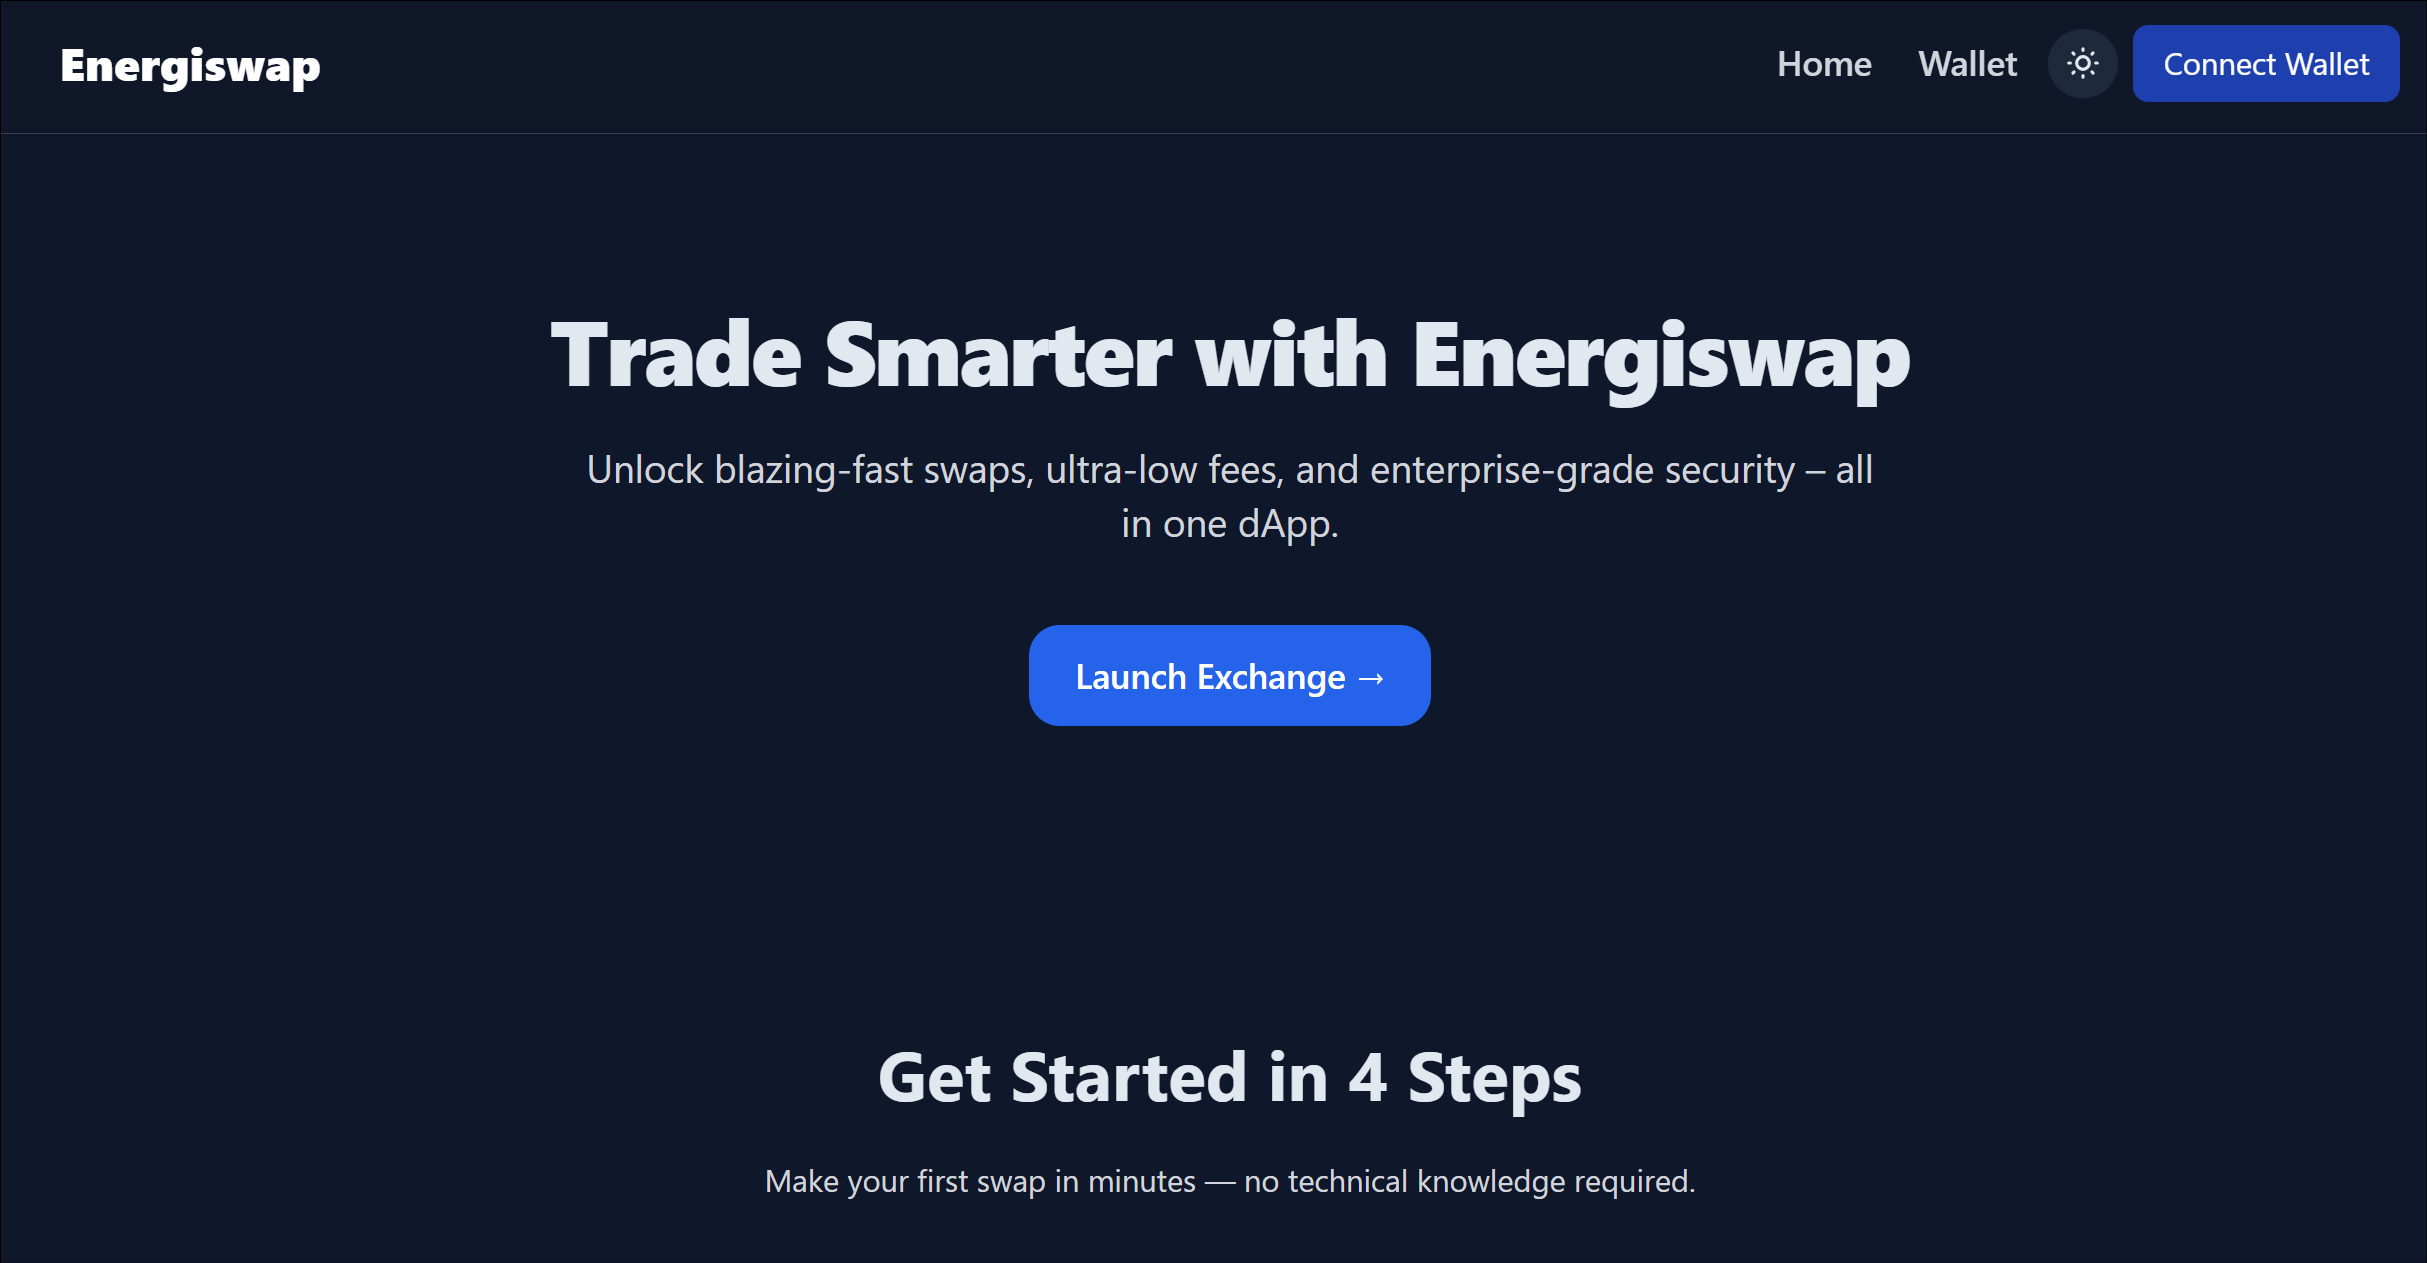 Energiswap
Home
Wallet
Connect Wallet
Trade Smarter with Energiswap
Unlock blazing-fast swaps, ultra-low fees, and enterprise-grade security – all
in one dApp.
Launch Exchange →
Get Started in 4 Steps
Make your first swap in minutes — no technical knowledge required.